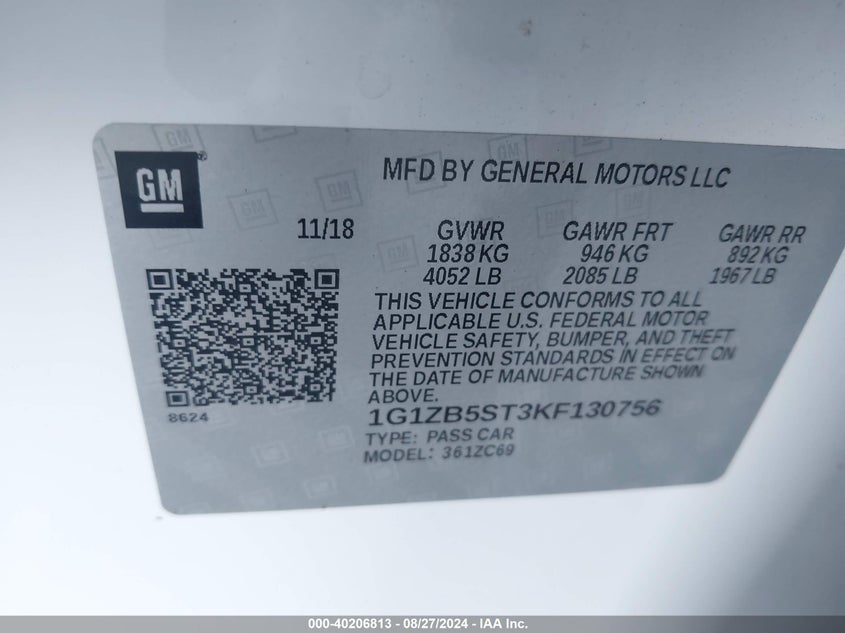 GM
MFD BY GENERAL MOTORS LLC
11/18 GVWR GAWR FRT GAWR RR
1838 KG 946 KG 892 KG
4052 LB 2085 LB 1967 LB
THIS VEHICLE CONFORMS TO ALL
APPLICABLE U.S. FEDERAL MOTOR
VEHICLE SAFETY, BUMPER, AND THEFT
PREVENTION STANDARDS IN EFFECT ON
THE DATE OF MANUFACTURE SHOWN
ABOVE.
8624
1G1ZB5ST3KF130756
TYPE: PASS CAR
MODEL: 361ZC69
000-40206813 - 08/27/2024 - IAAI.COM